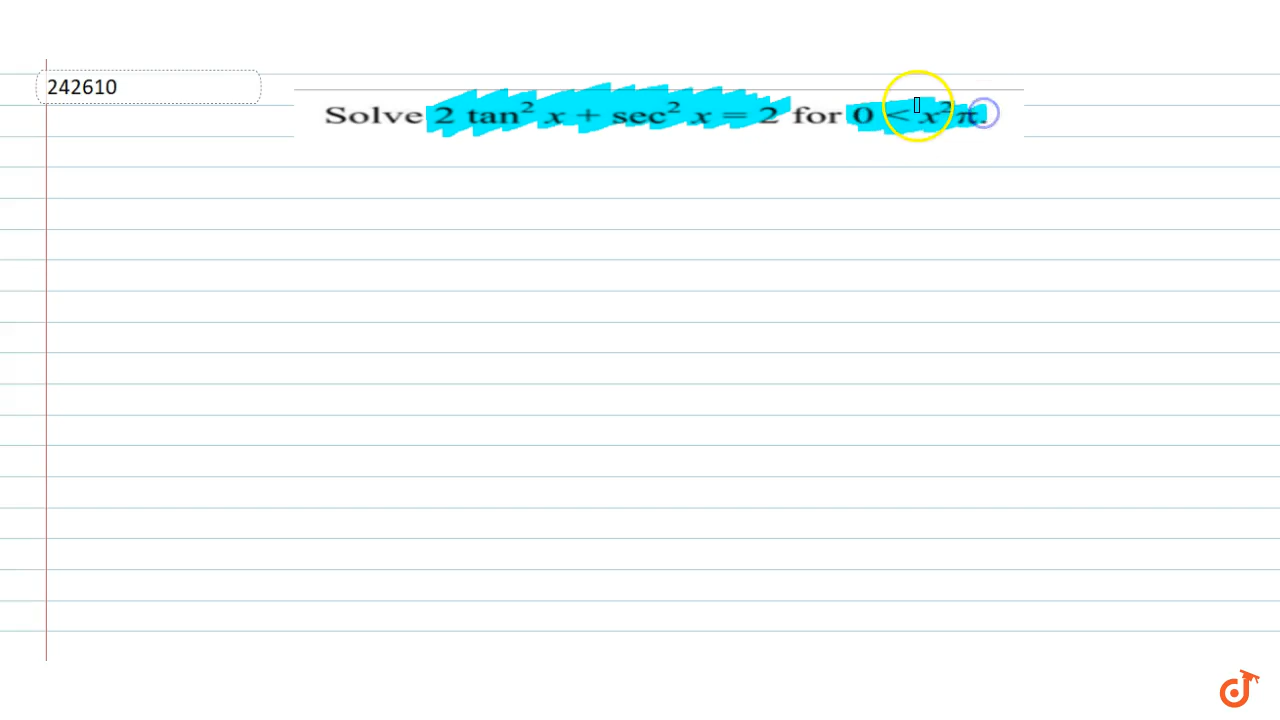 242610
Solve 2 tan² x + sec² x = 2 for 0 < x² π.